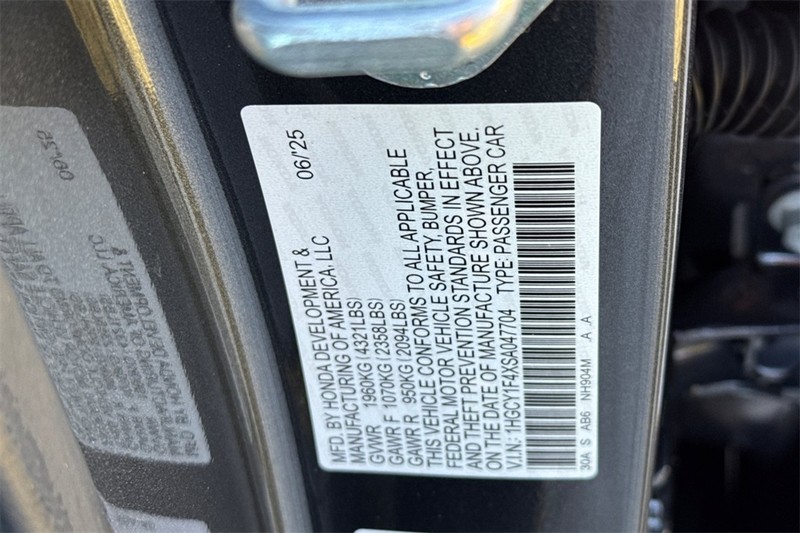 MFD. BY HONDA DEVELOPMENT & 06/'25
MANUFACTURING OF AMERICA, LLC
GVWR 1960KG(4321LBS)
GAWR F 1070KG(2358LBS)
GAWR R 950KG(2094LBS)
THIS VEHICLE CONFORMS TO ALL APPLICABLE
FEDERAL MOTOR VEHICLE SAFETY, BUMPER,
AND THEFT PREVENTION STANDARDS IN EFFECT
ON THE DATE OF MANUFACTURE SHOWN ABOVE.
V.I.N: 1HGCY1F4XSA047704 TYPE: PASSENGER CAR
30A S AB6 NH904M A A